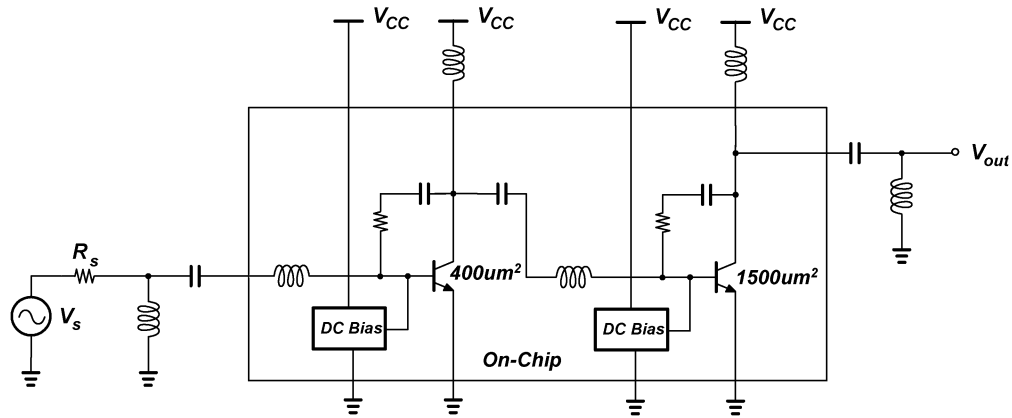 V_CC V_CC V_CC V_CC
V_out
R_s
400um²
1500um²
V_s
DC Bias
DC Bias
On-Chip